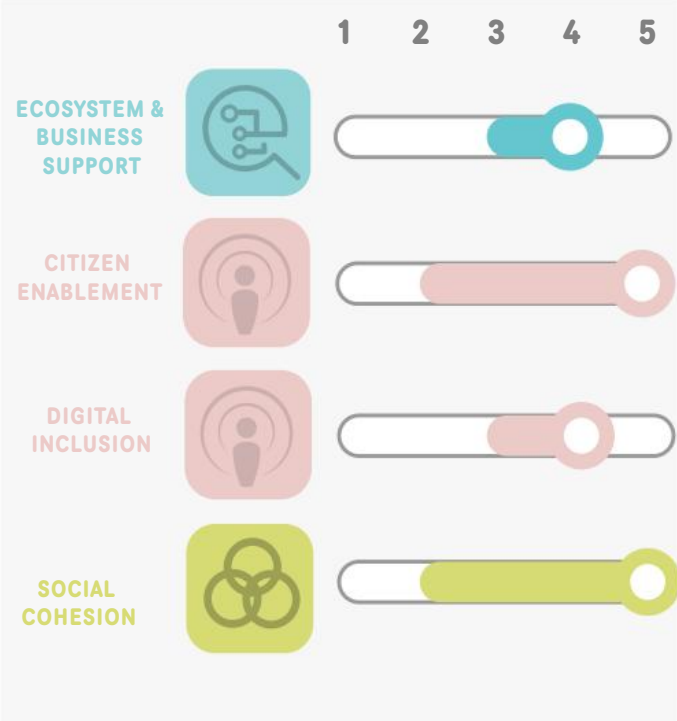 1 2 3 4 5
ECOSYSTEM &
BUSINESS
SUPPORT
CITIZEN
ENABLEMENT
DIGITAL
INCLUSION
SOCIAL
COHESION